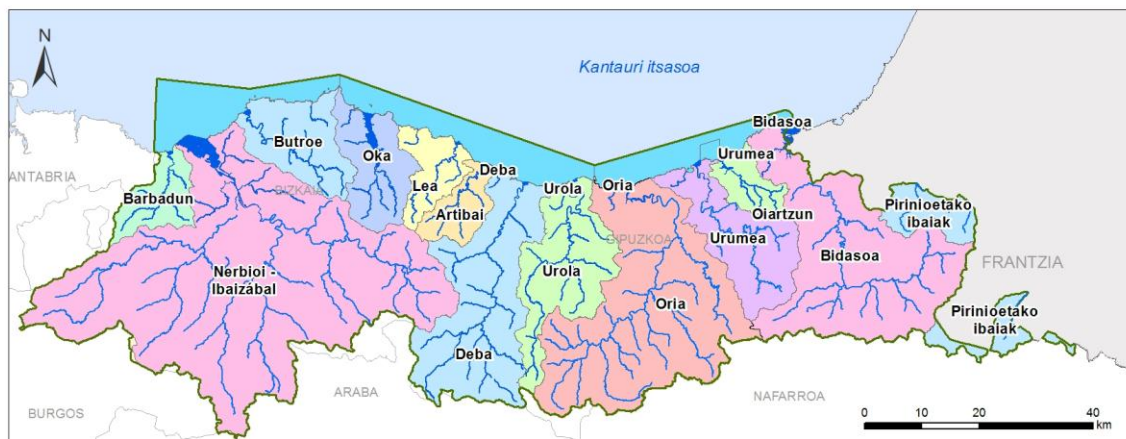 N
Kantauri itsasoa
Bidasoa
Butroe
Oka
Urumea
Deba
Lea
ANTABRIA
BIZKAIA
Urola
Oria
Barbadun
Artibai
Oiartzun
Pirinioetako
ibaiak
GIPUZKOA
Urumea
Bidasoa
FRANTZIA
Nerbioi -
Ibaizabal
Urola
Oria
Pirinioetako
ibaiak
Deba
ARABA
NAFARROA
BURGOS
0 10 20 40
km